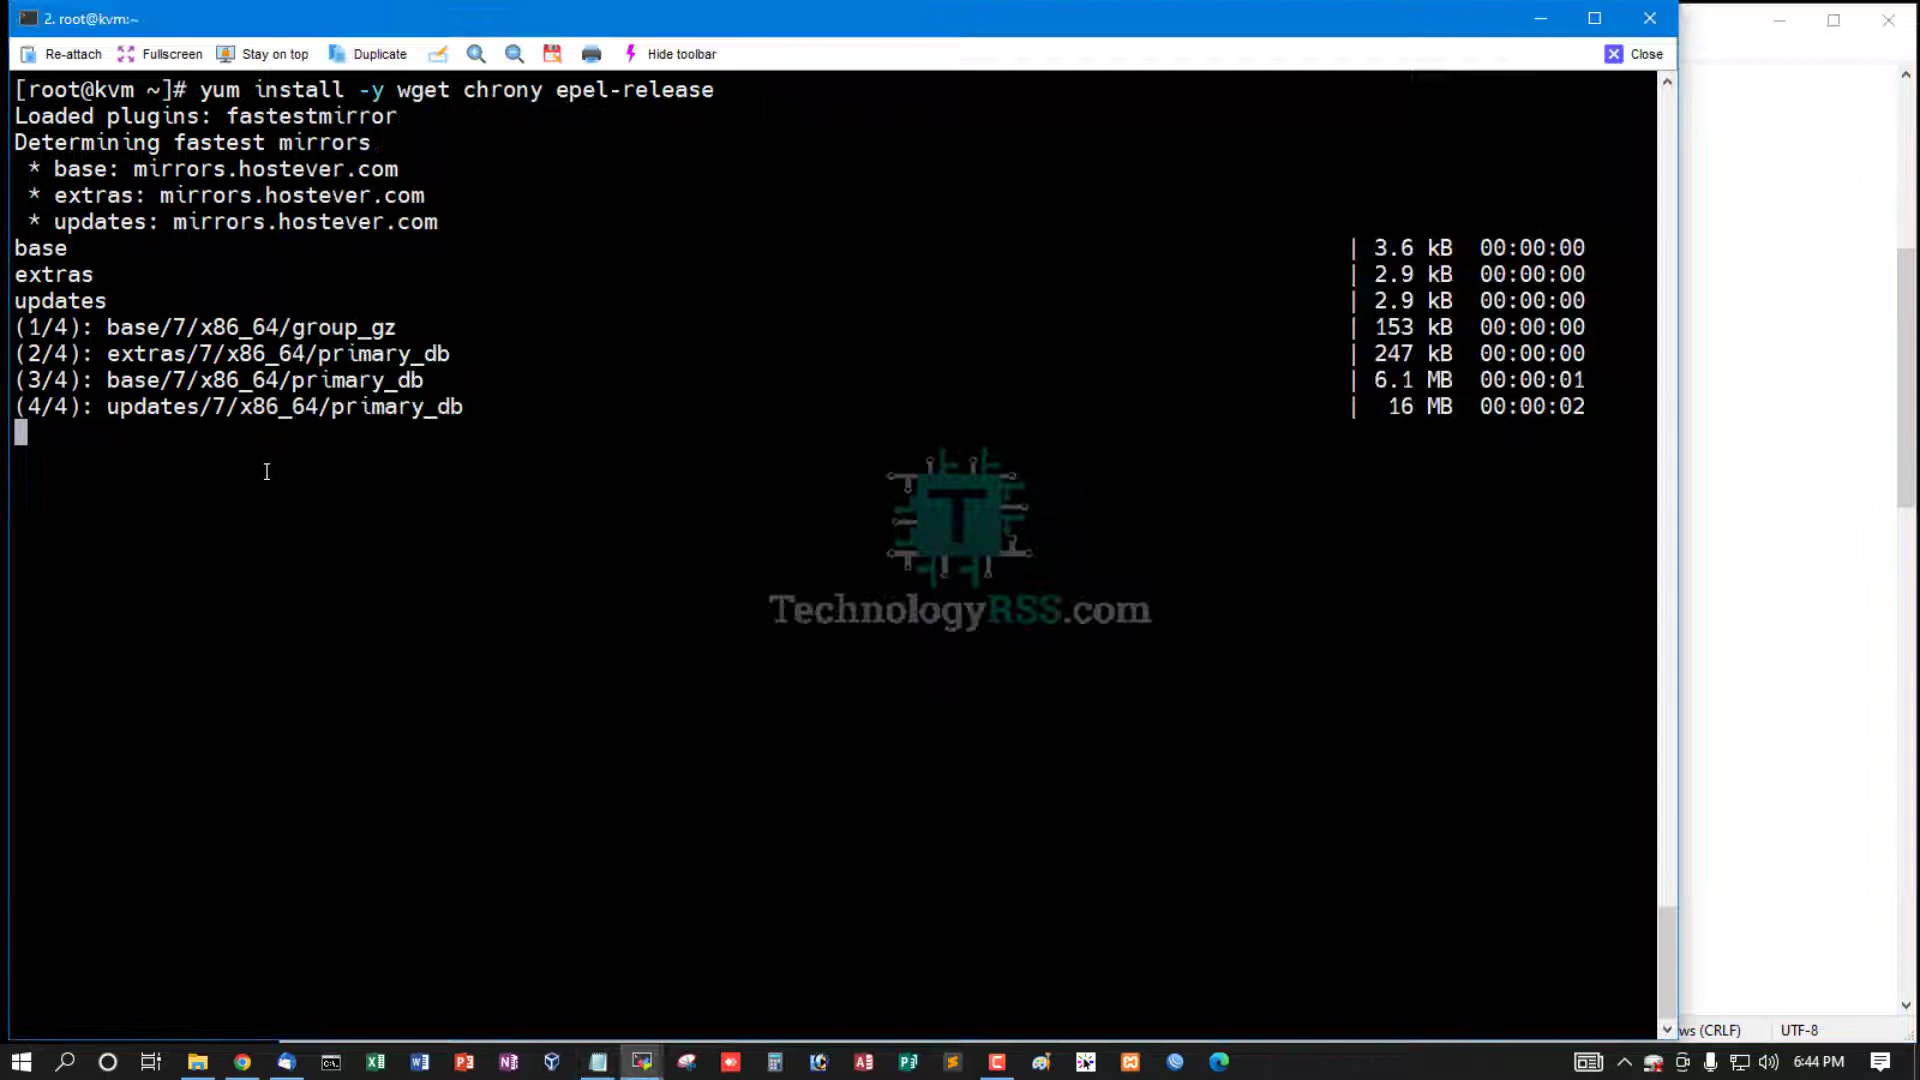 2. root@kvm:~
Re-attach Fullscreen Stay on top Duplicate Hide toolbar Close
[root@kvm ~]# yum install -y wget chrony epel-release
Loaded plugins: fastestmirror
Determining fastest mirrors
* base: mirrors.hostever.com
* extras: mirrors.hostever.com
* updates: mirrors.hostever.com
base | 3.6 kB 00:00:00
extras | 2.9 kB 00:00:00
updates | 2.9 kB 00:00:00
(1/4): base/7/x86_64/group_gz | 153 kB 00:00:00
(2/4): extras/7/x86_64/primary_db | 247 kB 00:00:00
(3/4): base/7/x86_64/primary_db | 6.1 MB 00:00:01
(4/4): updates/7/x86_64/primary_db | 16 MB 00:00:02
T
TechnologyRSS.com
ws (CRLF) UTF-8
6:44 PM